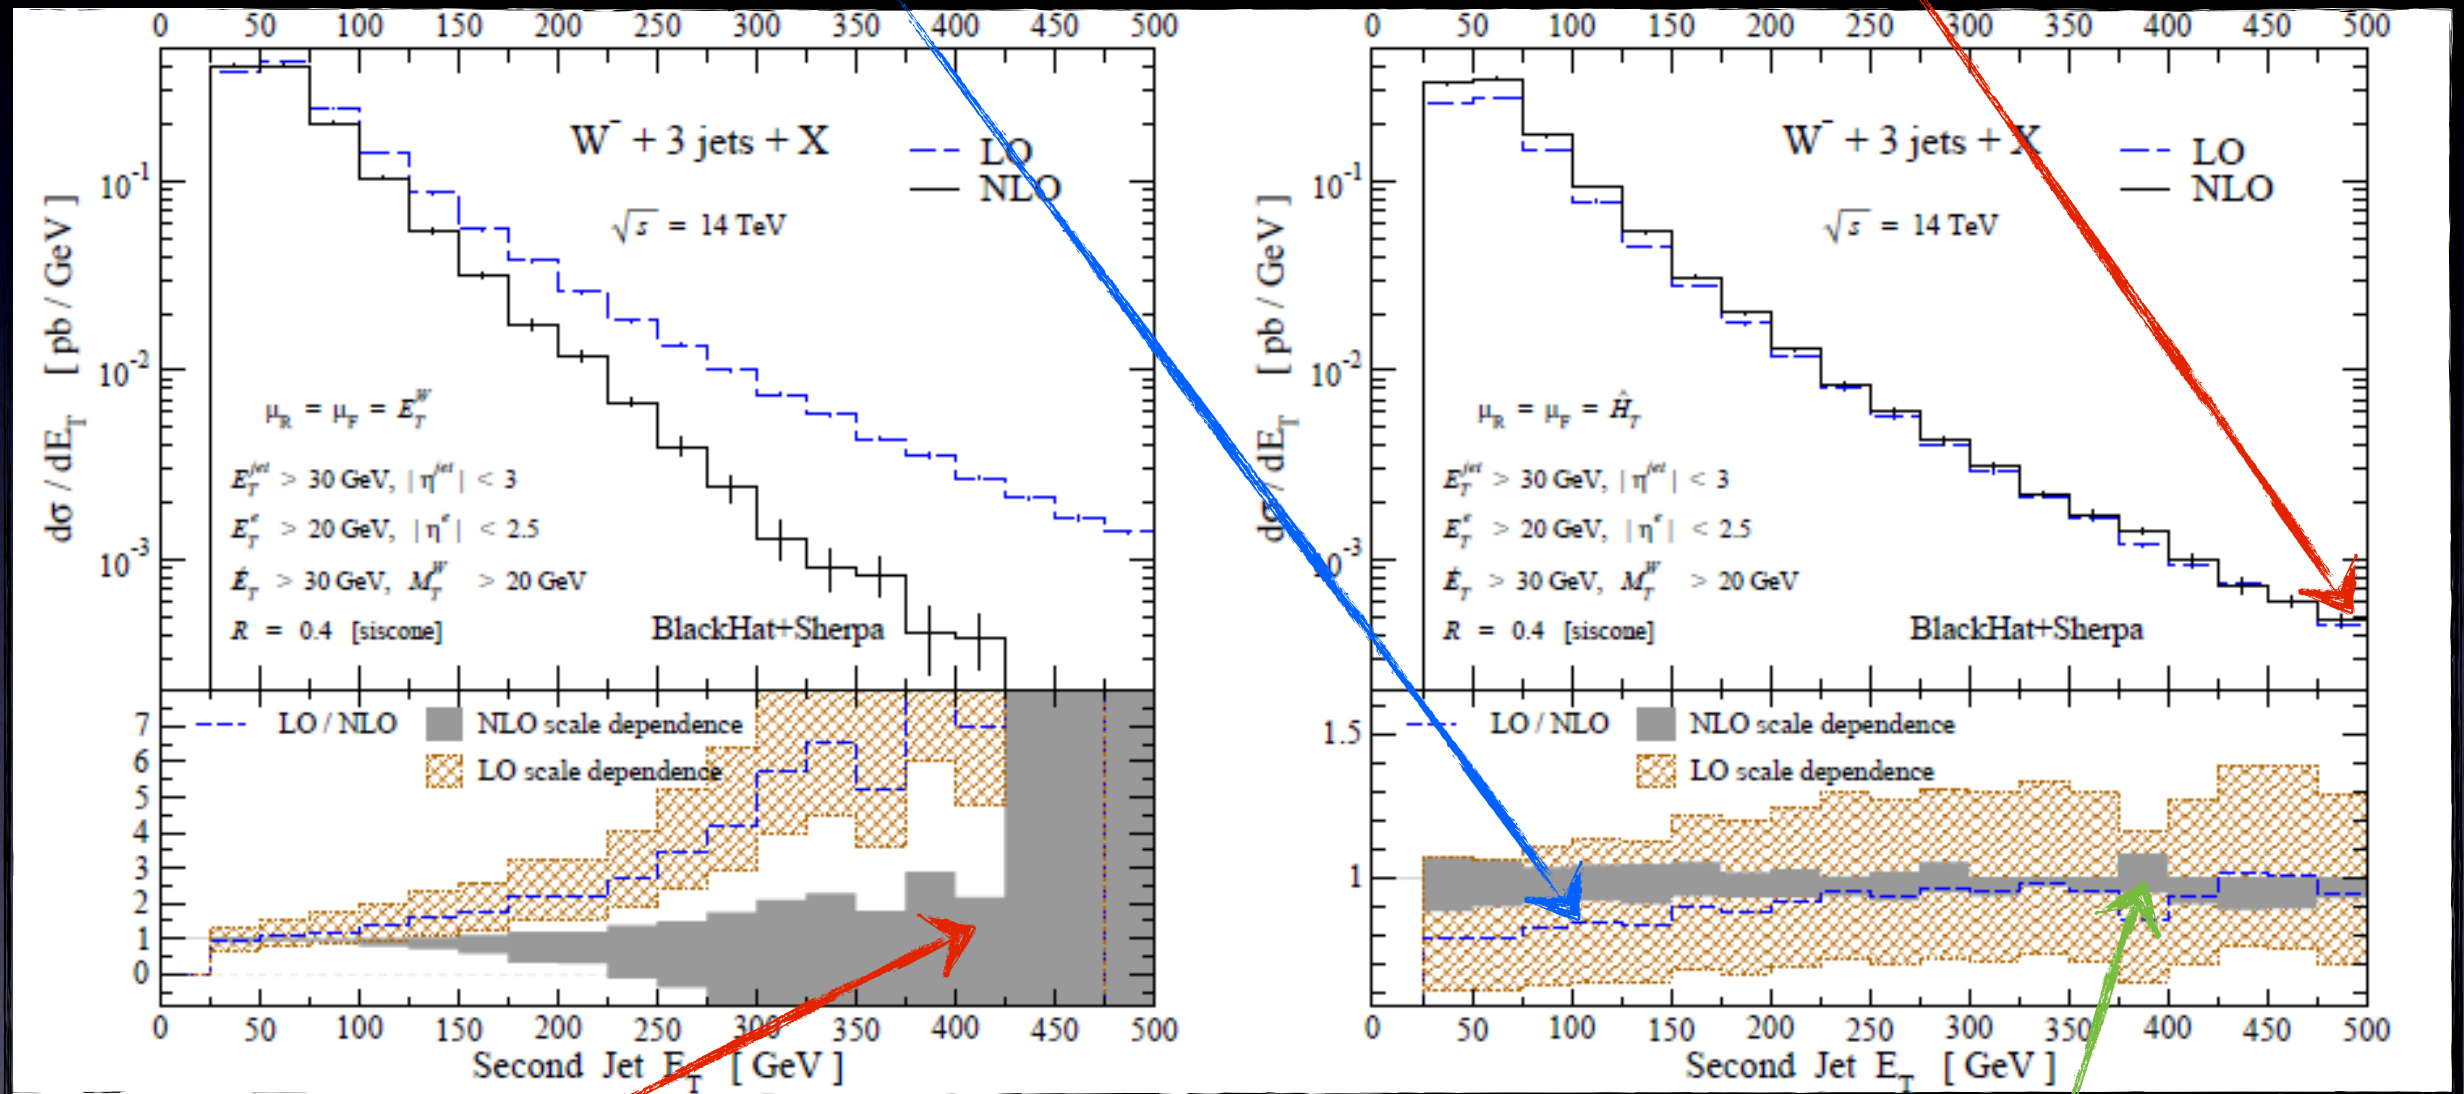 0 50 100 150 200 250 300 350 400 450 500
W⁻ + 3 jets + X
LO
NLO
√s = 14 TeV
10⁻¹
10⁻²
10⁻³
dσ / dE_T [ pb / GeV ]
μ_R = μ_F = E_T^W
E_T^jet > 30 GeV, | η^jet | < 3
E_T^e > 20 GeV, | η^e | < 2.5
E̸_T > 30 GeV, M_T^W > 20 GeV
R = 0.4 [siscone]
BlackHat+Sherpa
LO / NLO
NLO scale dependence
LO scale dependence
7
6
5
4
3
2
1
0
0 50 100 150 200 250 300 350 400 450 500
Second Jet E_T [ GeV ]
0 50 100 150 200 250 300 350 400 450 500
W⁻ + 3 jets + X
LO
NLO
√s = 14 TeV
10⁻¹
10⁻²
10⁻³
dσ / dE_T [ pb / GeV ]
μ_R = μ_F = Ĥ_T
E_T^jet > 30 GeV, | η^jet | < 3
E_T^e > 20 GeV, | η^e | < 2.5
E̸_T > 30 GeV, M_T^W > 20 GeV
R = 0.4 [siscone]
BlackHat+Sherpa
LO / NLO
NLO scale dependence
LO scale dependence
1.5
1
0 50 100 150 200 250 300 350 400 450 500
Second Jet E_T [ GeV ]